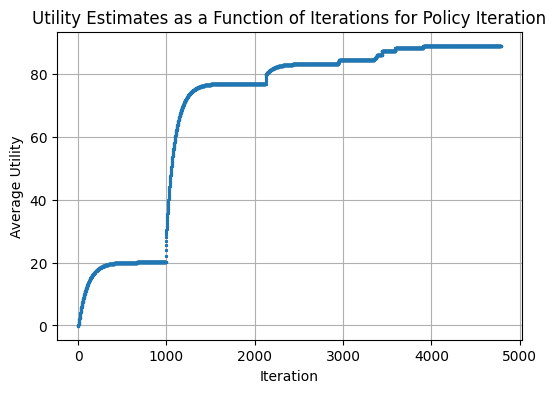 Utility Estimates as a Function of Iterations for Policy Iteration
Average Utility
80
60
40
20
0
0 1000 2000 3000 4000 5000
Iteration